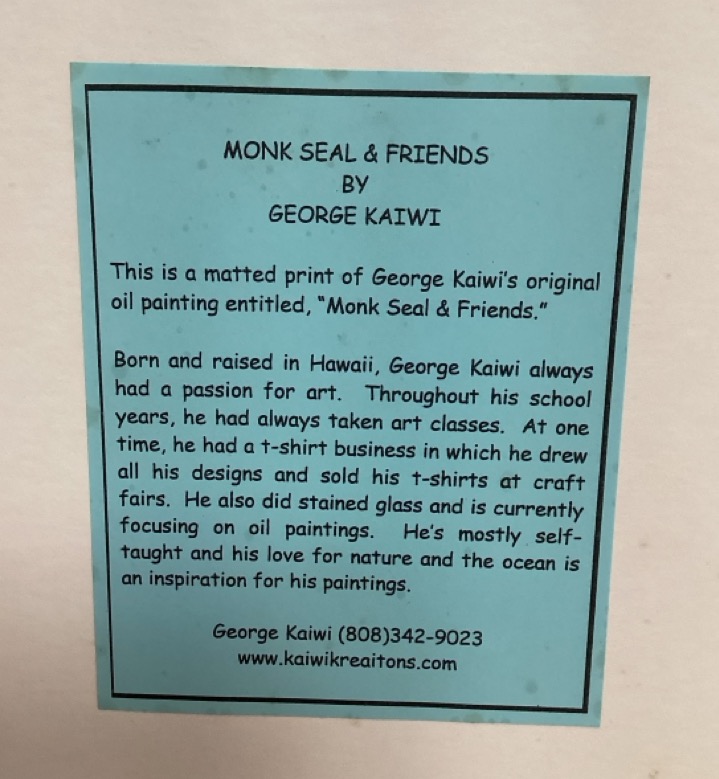 MONK SEAL & FRIENDS
BY
GEORGE KAIWI
This is a matted print of George Kaiwi's original
oil painting entitled, "Monk Seal & Friends."
Born and raised in Hawaii, George Kaiwi always
had a passion for art. Throughout his school
years, he had always taken art classes. At one
time, he had a t-shirt business in which he drew
all his designs and sold his t-shirts at craft
fairs. He also did stained glass and is currently
focusing on oil paintings. He's mostly self-
taught and his love for nature and the ocean is
an inspiration for his paintings.
George Kaiwi (808)342-9023
www.kaiwikreaitons.com